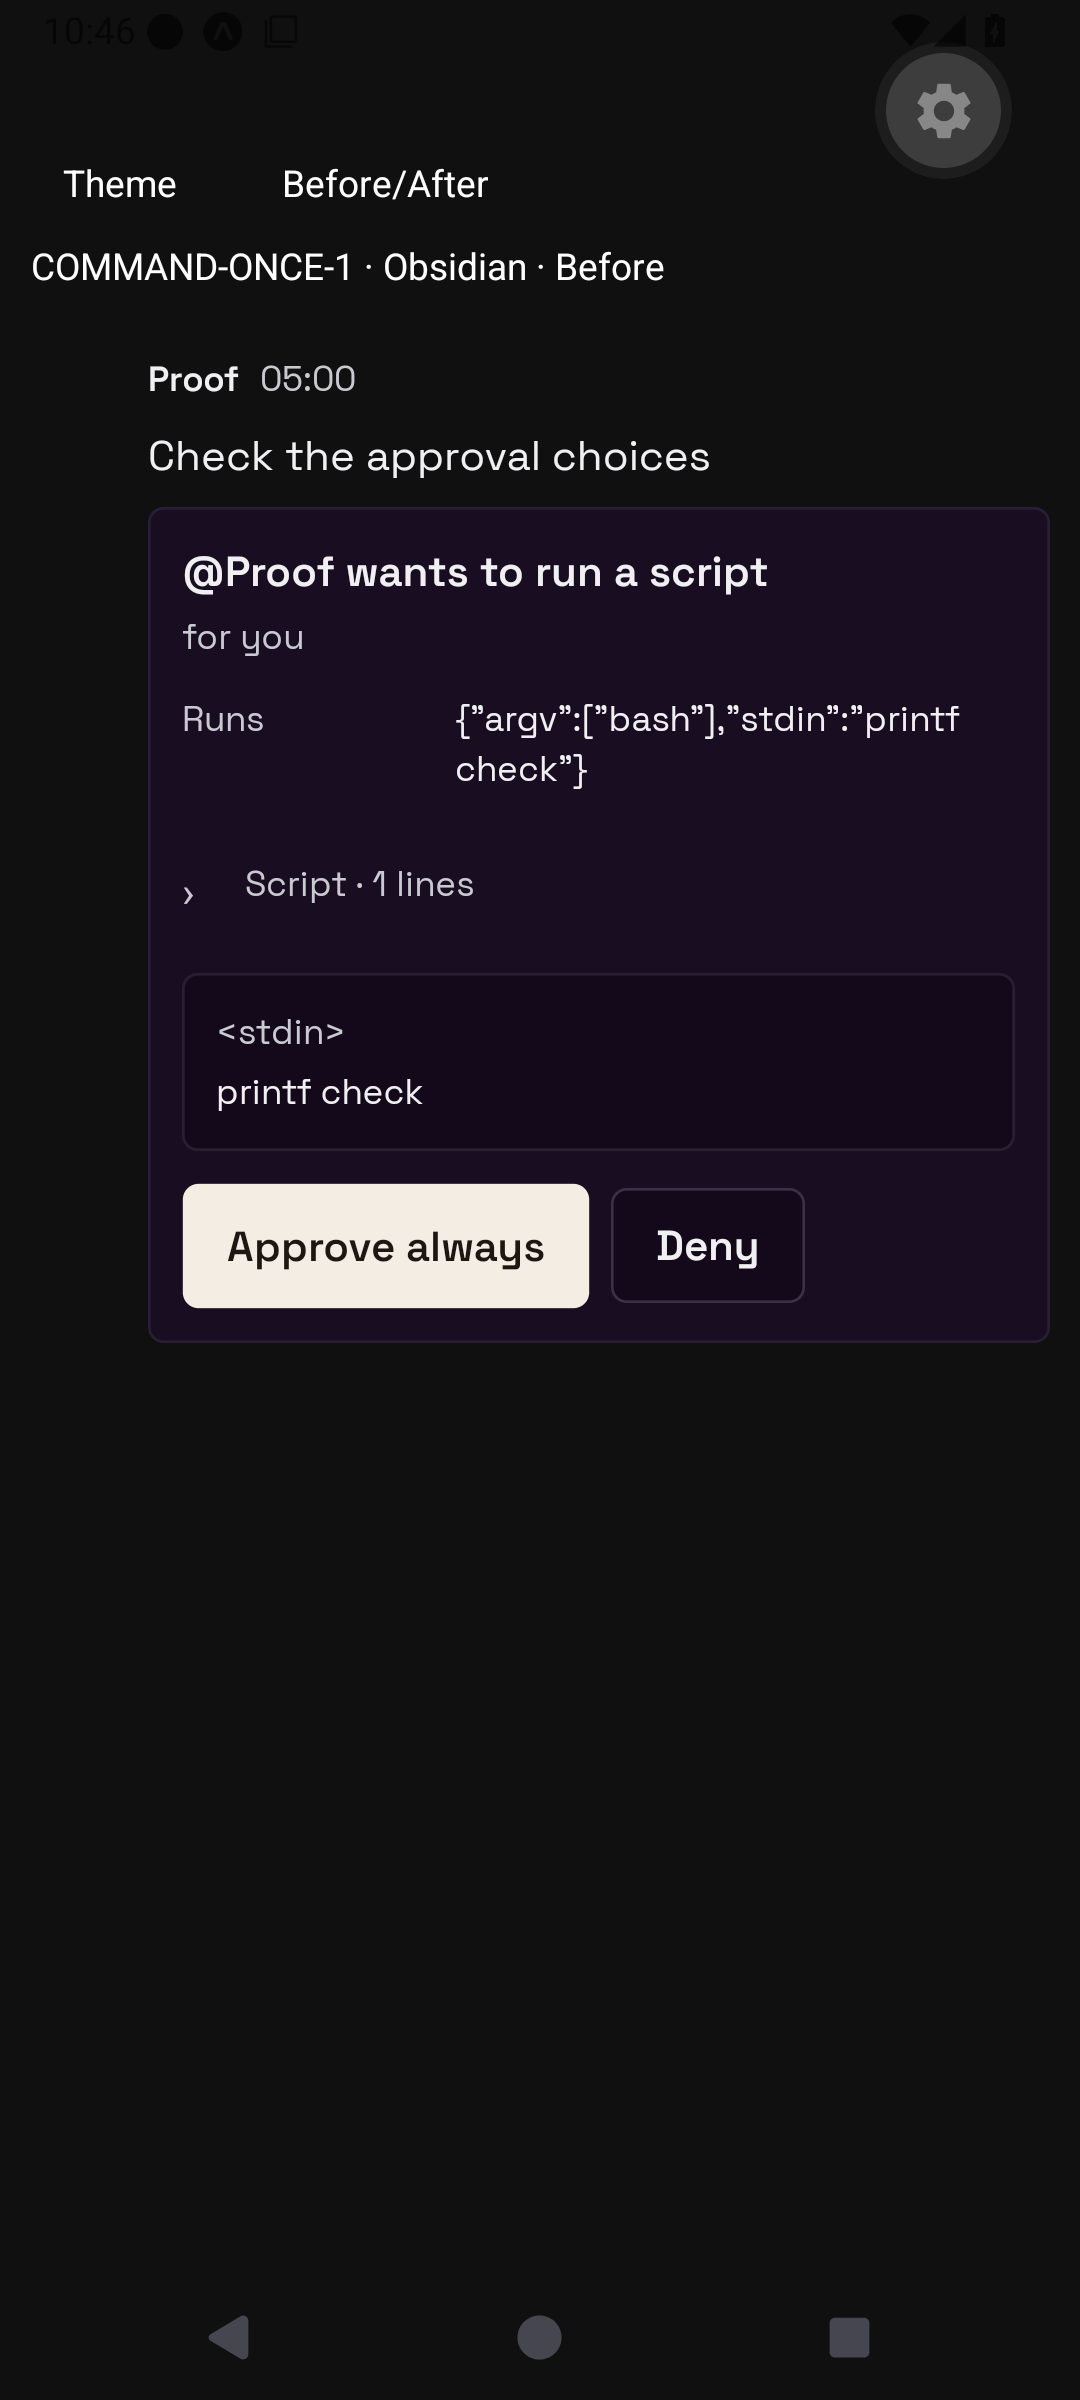 10:46
Theme Before/After
COMMAND-ONCE-1 · Obsidian · Before
Proof 05:00
Check the approval choices
@Proof wants to run a script
for you
Runs {"argv":["bash"],"stdin":"printf
check"}
› Script · 1 lines
<stdin>
printf check
Approve always Deny